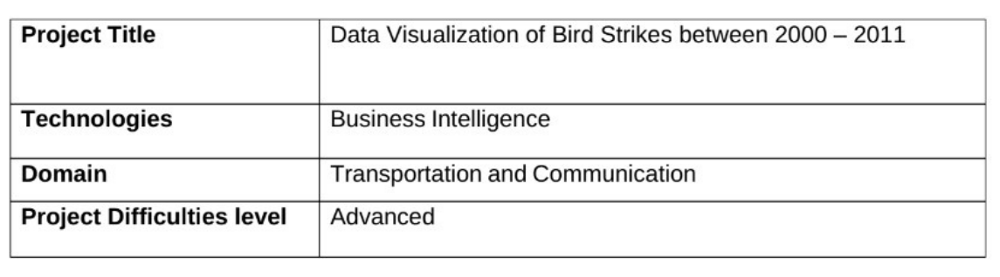 Project Title Data Visualization of Bird Strikes between 2000 – 2011
Technologies Business Intelligence
Domain Transportation and Communication
Project Difficulties level Advanced